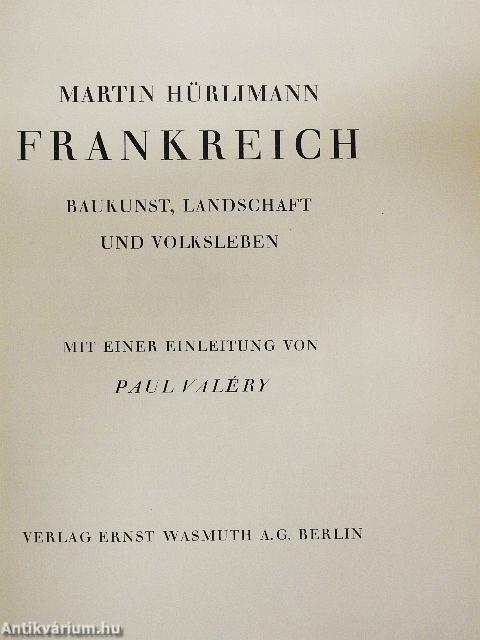 MARTIN HÜRLIMANN
FRANKREICH
BAUKUNST, LANDSCHAFT
UND VOLKSLEBEN
MIT EINER EINLEITUNG VON
PAUL VALÉRY
VERLAG ERNST WASMUTH A.G. BERLIN
Antikvárium.hu